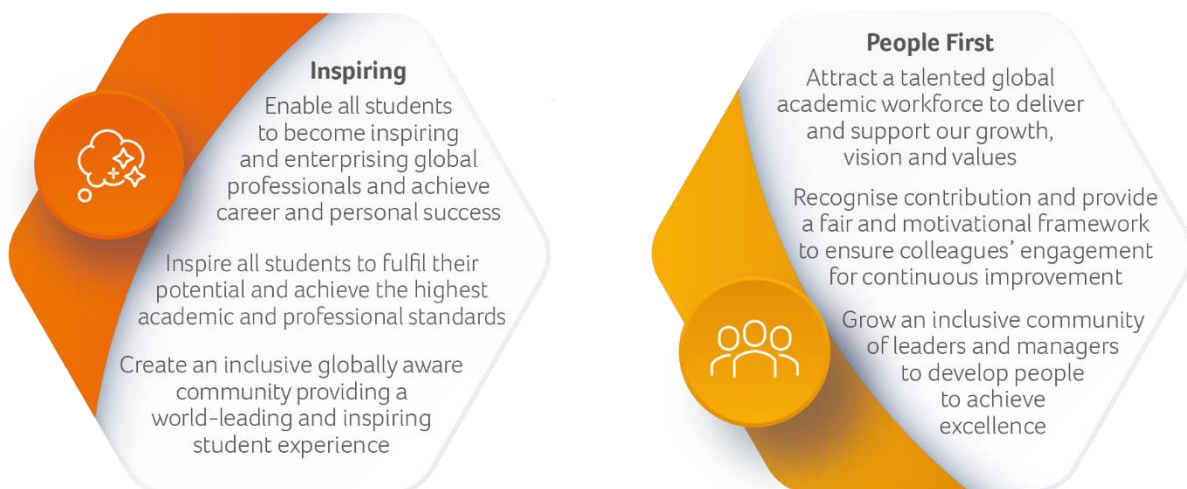 Inspiring
Enable all students
to become inspiring
and enterprising global
professionals and achieve
career and personal success
Inspire all students to fulfil their
potential and achieve the highest
academic and professional standards
Create an inclusive globally aware
community providing a
world-leading and inspiring
student experience
People First
Attract a talented global
academic workforce to deliver
and support our growth,
vision and values
Recognise contribution and provide
a fair and motivational framework
to ensure colleagues’ engagement
for continuous improvement
Grow an inclusive community
of leaders and managers
to develop people
to achieve
excellence